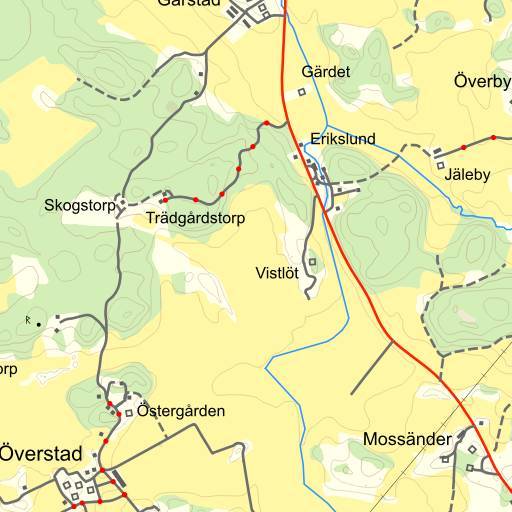 Garstad
Gärdet
Överby
Erikslund
Jäleby
Skogstorp
Trädgårdstorp
Vistlöt
R
orp
Östergården
Mossänder
Överstad